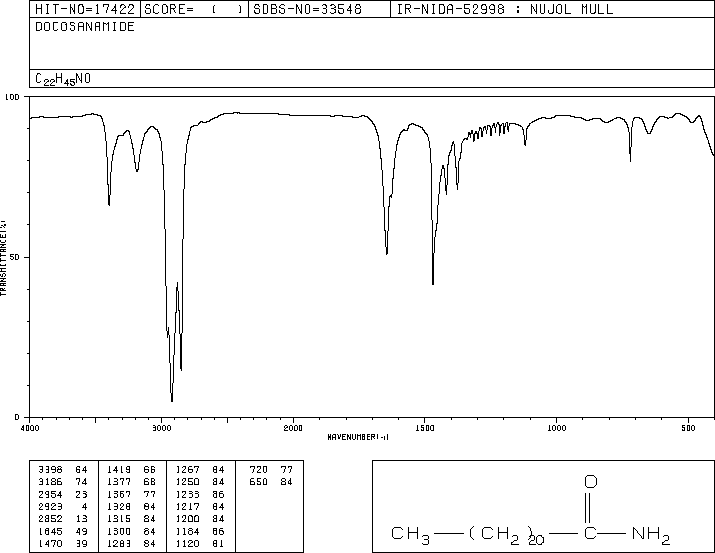 HIT-NO=17422 SCORE= ( ) SDBS-NO=33548 IR-NIDA-52998 : NUJOL MULL
DOCOSANAMIDE
C22H45NO
100
50
0
TRANSMITTANCE(%)
4000 3000 2000 1500 1000 500
WAVENUMBER(-1)
3398 64 1419 66 1267 84 720 77
3186 74 1377 68 1250 84 650 84
2954 23 1367 77 1233 86
2923 4 1328 84 1217 84
2852 13 1315 84 1200 84
1645 49 1300 84 1184 86
1470 39 1283 84 1120 81
O
CH3 (CH2)20 C NH2